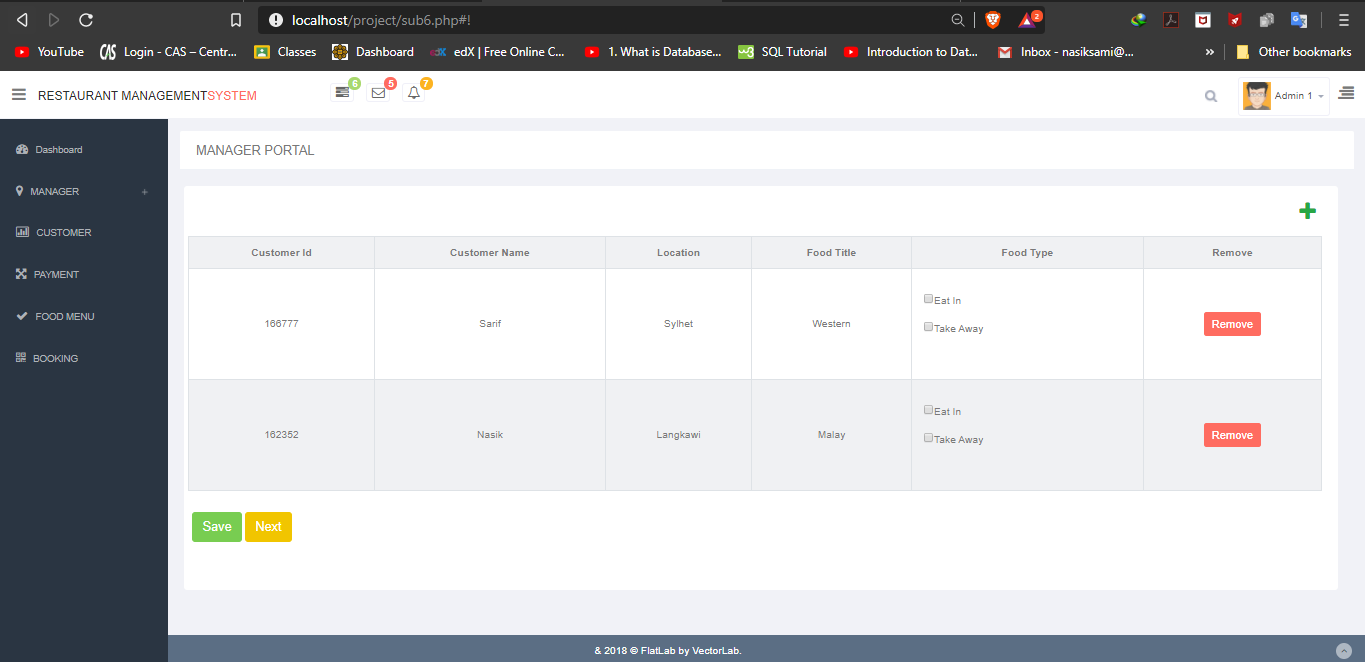 localhost/project/sub6.php#!
2
YouTube
CAS Login - CAS – Centr...
Classes
Dashboard
edX | Free Online C...
1. What is Database...
SQL Tutorial
Introduction to Dat...
Inbox - nasiksami@...
»
Other bookmarks
RESTAURANT MANAGEMENTSYSTEM
6 5 7
Admin 1
Dashboard
MANAGER +
CUSTOMER
PAYMENT
FOOD MENU
BOOKING
MANAGER PORTAL
Customer Id Customer Name Location Food Title Food Type Remove
166777 Sarif Sylhet Western Eat In Take Away Remove
162352 Nasik Langkawi Malay Eat In Take Away Remove
Save Next
& 2018 © FlatLab by VectorLab.